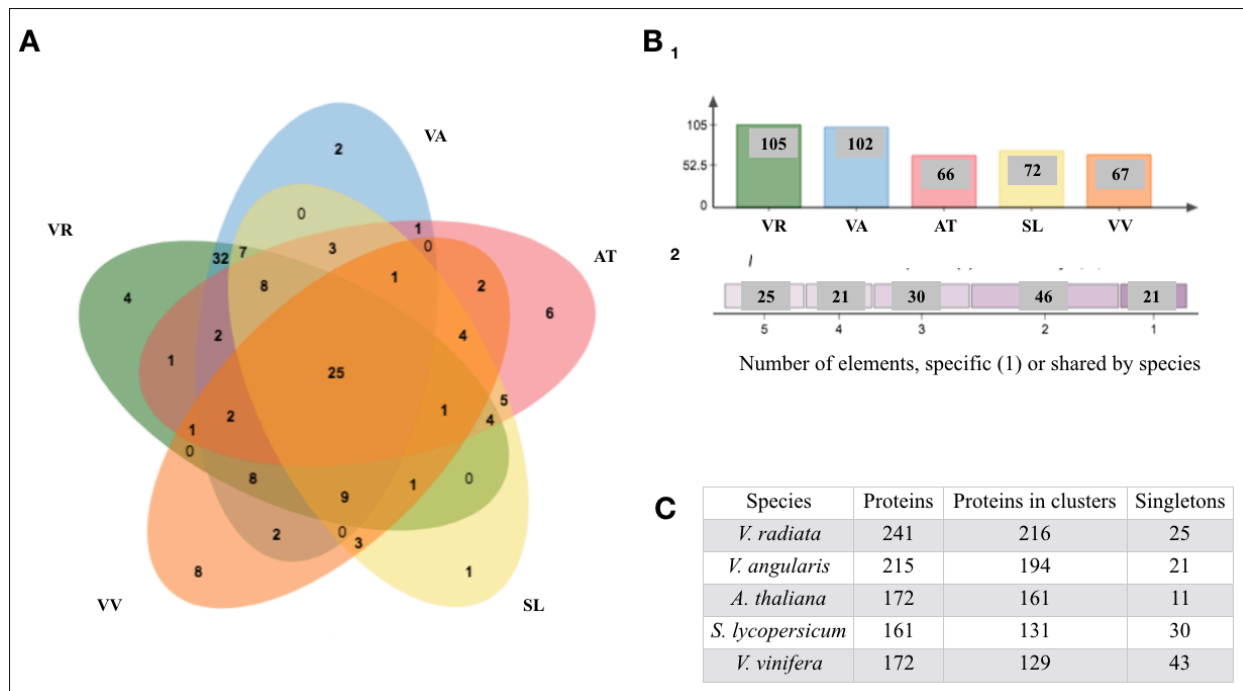 A
VA
2
VR
0
1
AT
32
7
3
0
8
1
2
4
6
2
4
1
25
5
2
1
4
1
0
8
1
0
9
2
0
3
8
1
VV
SL
B 1
105
52.5
0
105
102
66
72
67
VR
VA
AT
SL
VV
2
25
21
30
46
21
5
4
3
2
1
Number of elements, specific (1) or shared by species
C
Species Proteins Proteins in clusters Singletons
V. radiata 241 216 25
V. angularis 215 194 21
A. thaliana 172 161 11
S. lycopersicum 161 131 30
V. vinifera 172 129 43